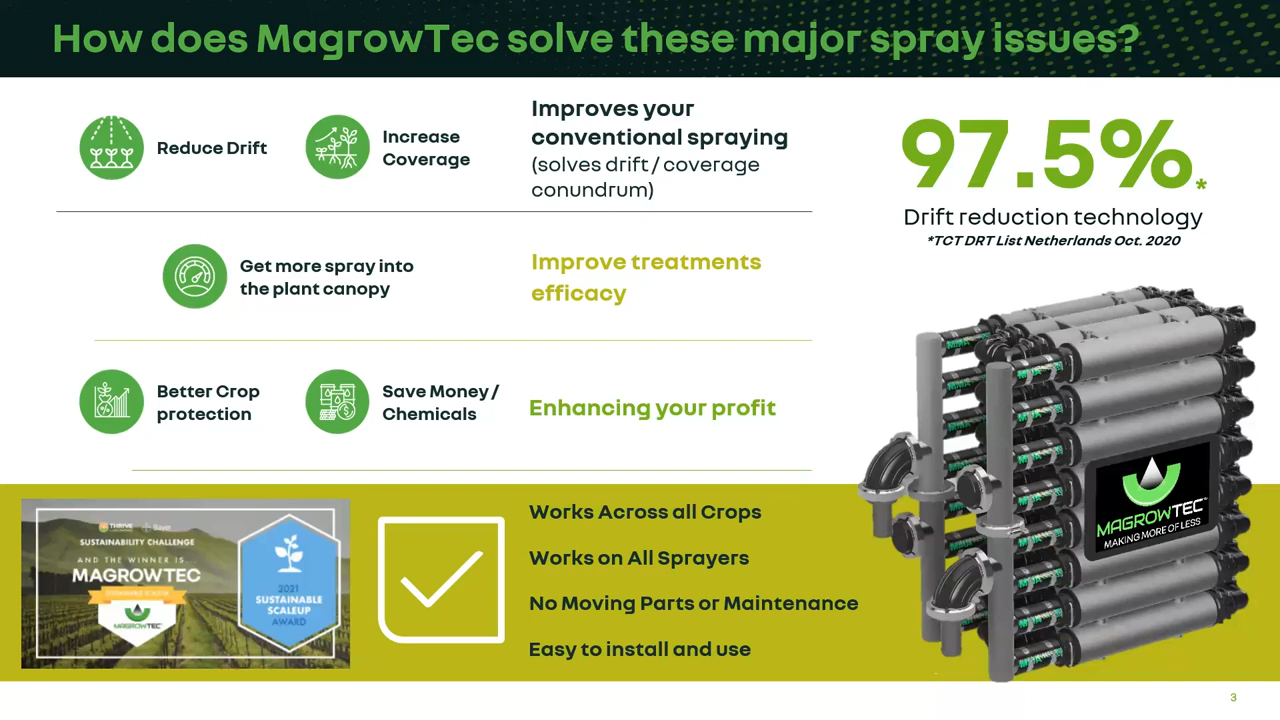 How does MagrowTec solve these major spray issues?
Reduce Drift
Increase
Coverage
Improves your
conventional spraying
(solves drift / coverage
conundrum)
97.5%*
Drift reduction technology
*TCT DRT List Netherlands Oct. 2020
Get more spray into
the plant canopy
Improve treatments
efficacy
Better Crop
protection
Save Money /
Chemicals
Enhancing your profit
THRIVE
Bayer
SUSTAINABILITY CHALLENGE
AND THE WINNER IS
MAGROWTEC
SUSTAINABLE SCALEUP
MAGROWTEC
2021
SUSTAINABLE
SCALEUP
AWARD
Works Across all Crops
Works on All Sprayers
No Moving Parts or Maintenance
Easy to install and use
MAGROWTEC
MAKING MORE OF LESS
3